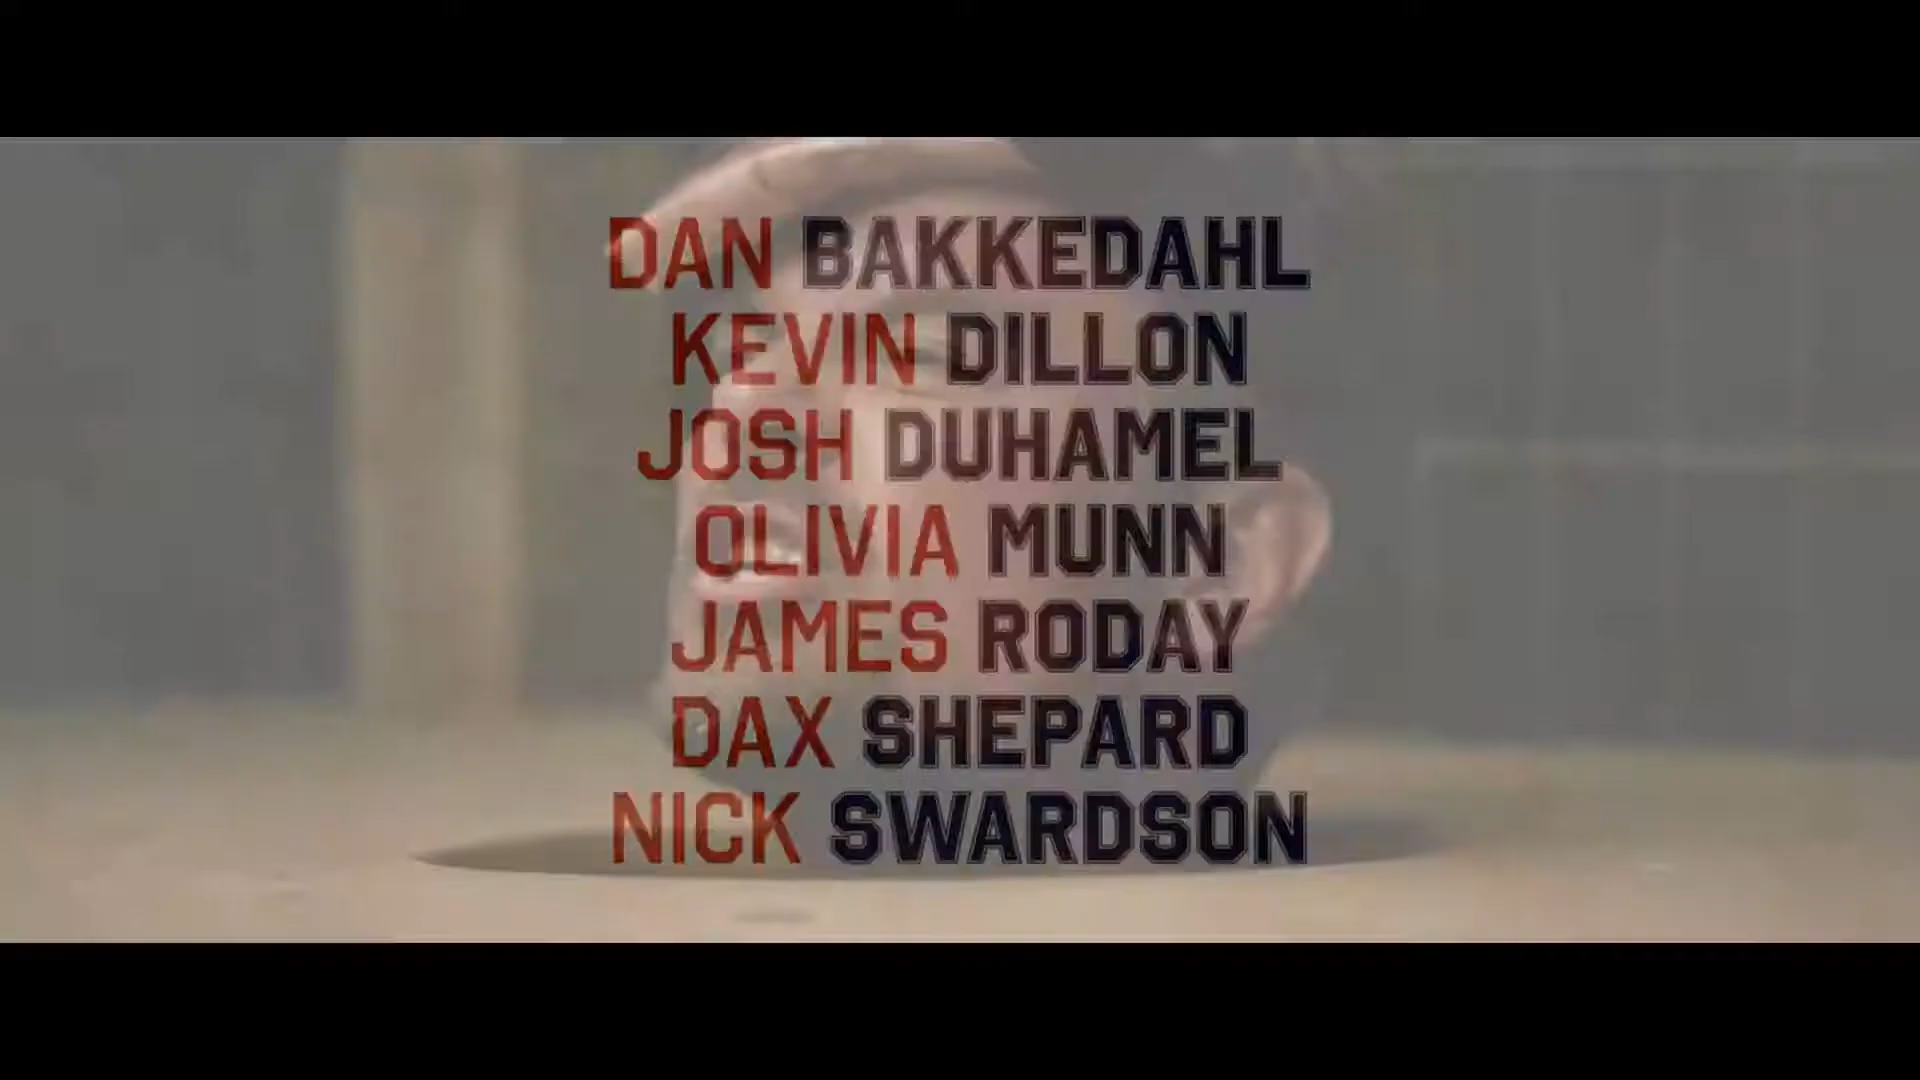 DAN BAKKEDAHL
KEVIN DILLON
JOSH DUHAMEL
OLIVIA MUNN
JAMES RODAY
DAX SHEPARD
NICK SWARDSON